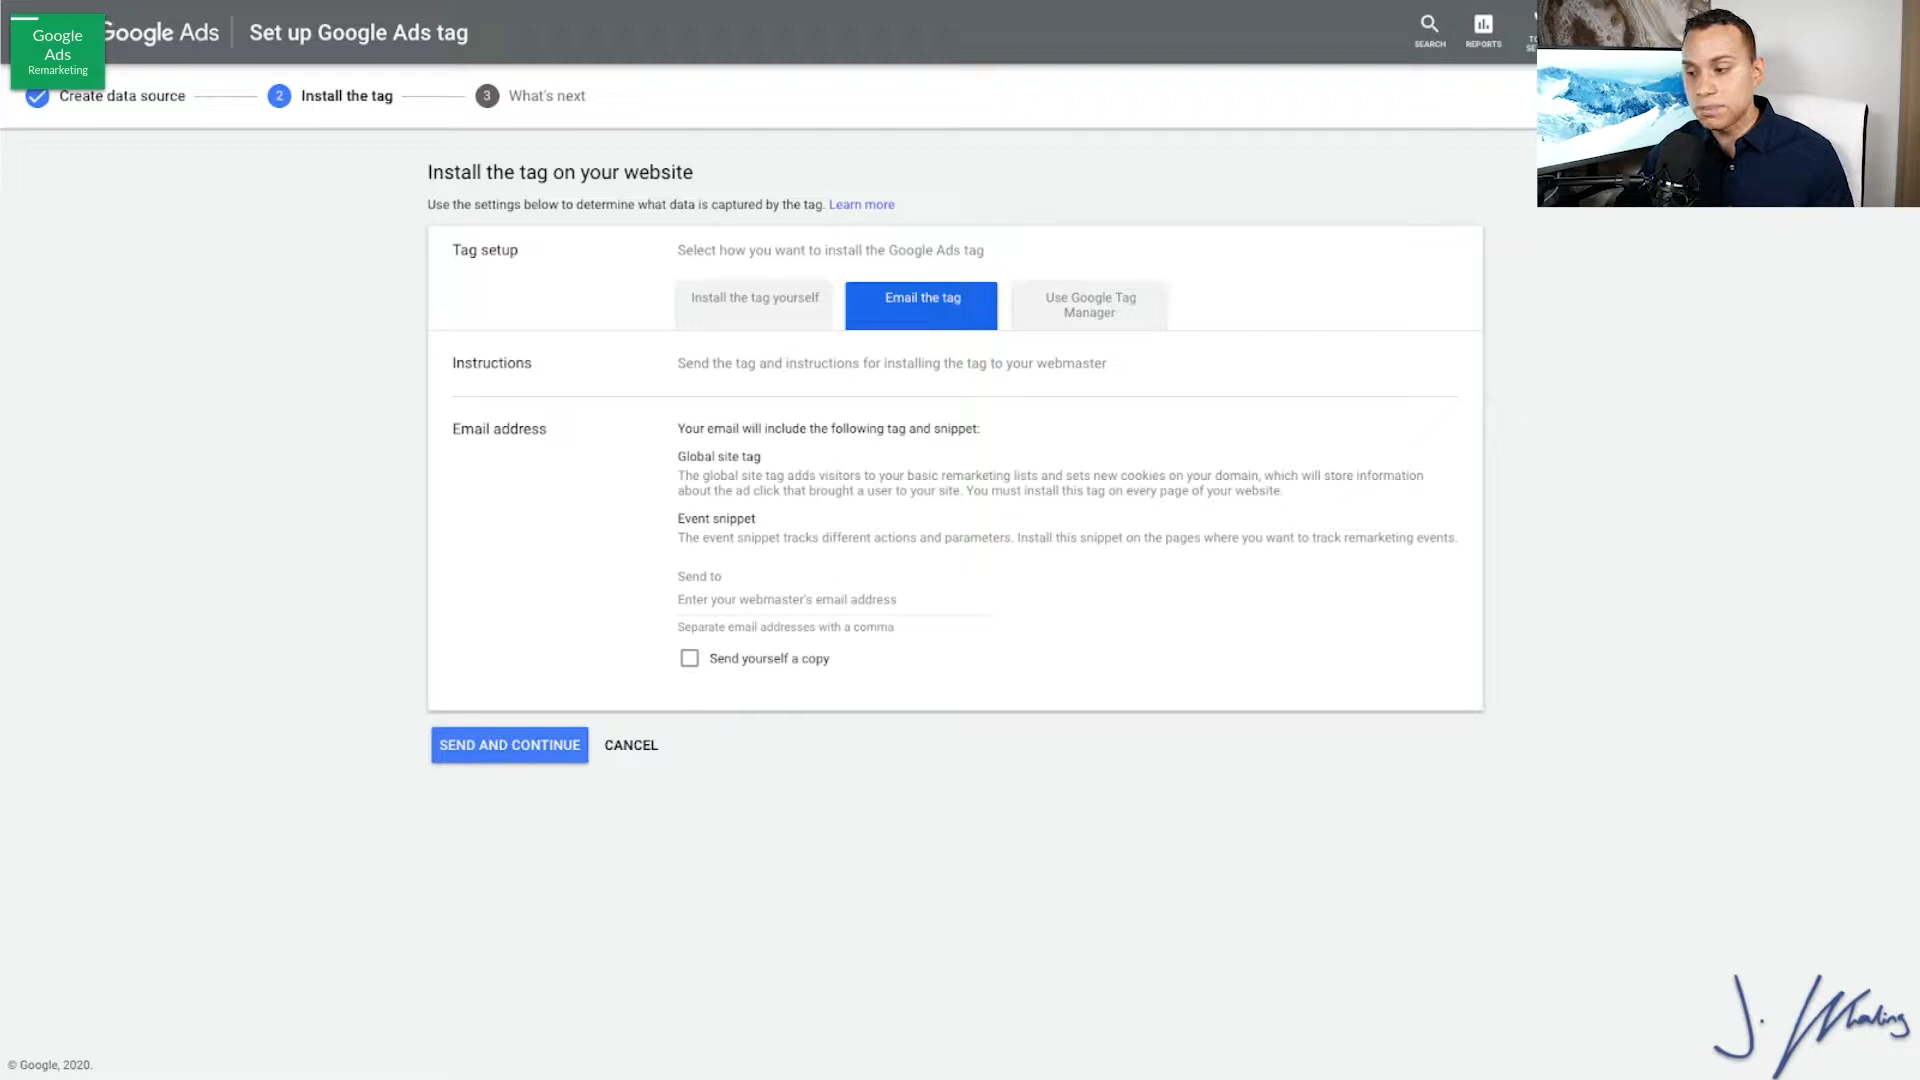 Google
Ads
Remarketing
Google Ads
Set up Google Ads tag
SEARCH
REPORTS
Create data source
2
Install the tag
3
What's next
Install the tag on your website
Use the settings below to determine what data is captured by the tag. Learn more
Tag setup
Select how you want to install the Google Ads tag
Install the tag yourself
Email the tag
Use Google Tag
Manager
Instructions
Send the tag and instructions for installing the tag to your webmaster
Email address
Your email will include the following tag and snippet:
Global site tag
The global site tag adds visitors to your basic remarketing lists and sets new cookies on your domain, which will store information
about the ad click that brought a user to your site. You must install this tag on every page of your website.
Event snippet
The event snippet tracks different actions and parameters. Install this snippet on the pages where you want to track remarketing events.
Send to
Enter your webmaster's email address
Separate email addresses with a comma
Send yourself a copy
SEND AND CONTINUE
CANCEL
© Google, 2020.